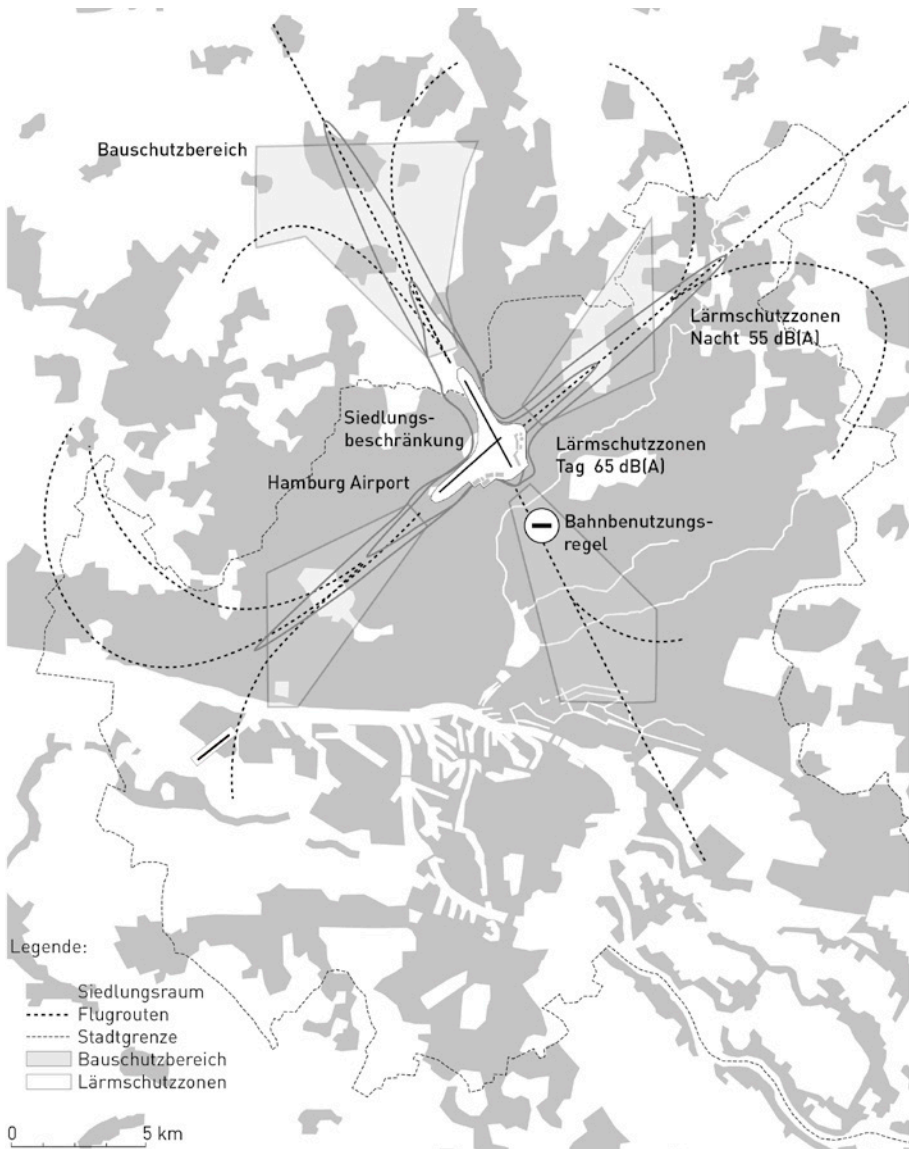 Bauschutzbereich
Lärmschutzzonen
Nacht 55 dB(A)
Siedlungs-
beschränkung
Lärmschutzzonen
Tag 65 dB(A)
Hamburg Airport
Bahnbenutzungs-
regel
Legende:
Siedlungsraum
Flugrouten
Stadtgrenze
Bauschutzbereich
Lärmschutzzonen
0 5 km